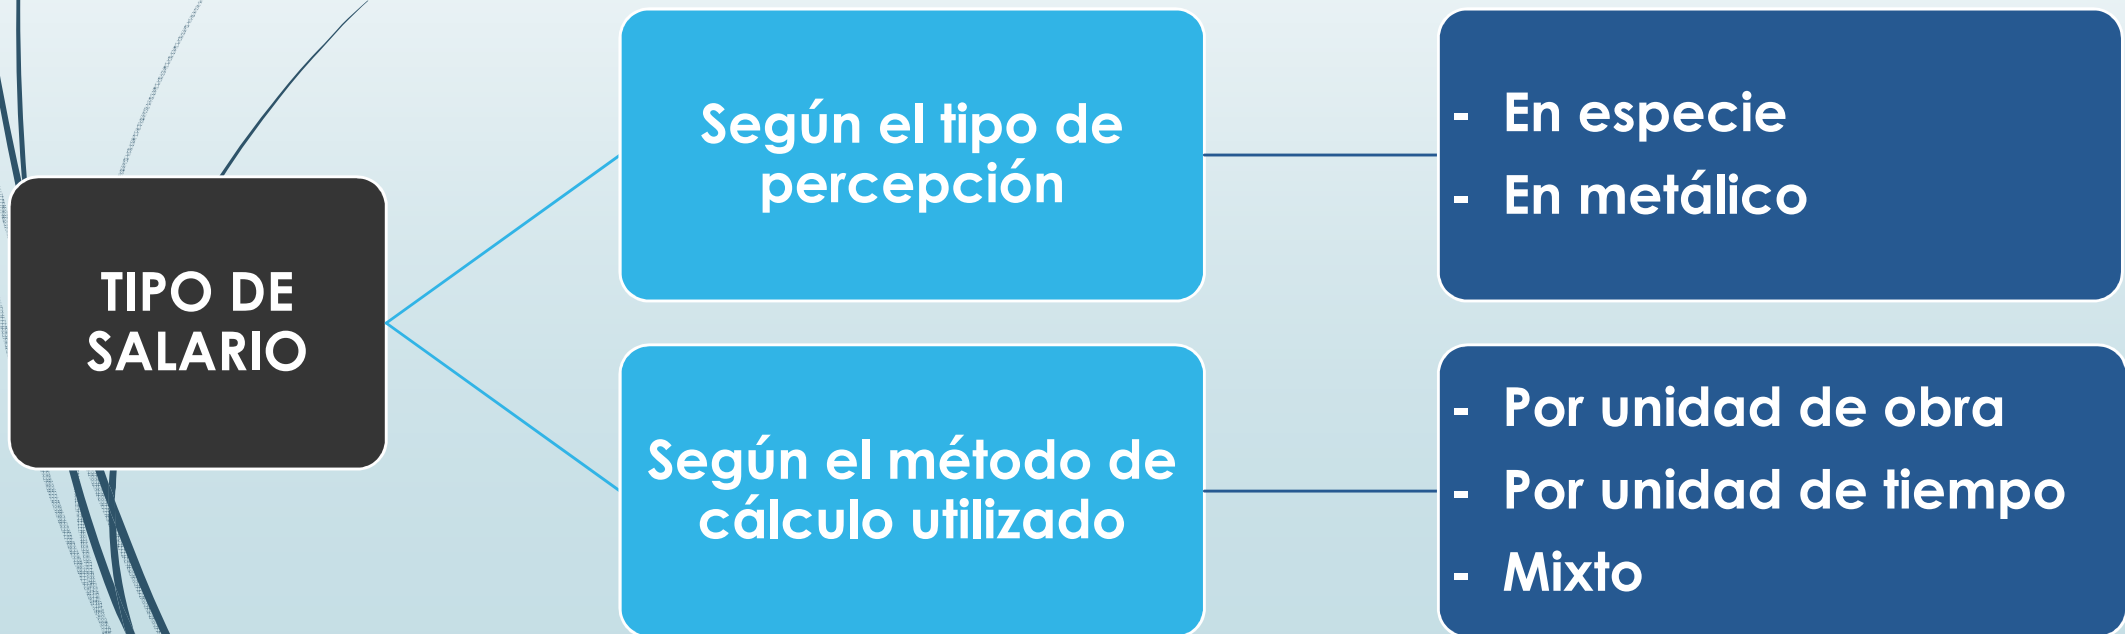 TIPO DE
SALARIO
Según el tipo de
percepción
- En especie
- En metálico
Según el método de
cálculo utilizado
- Por unidad de obra
- Por unidad de tiempo
- Mixto